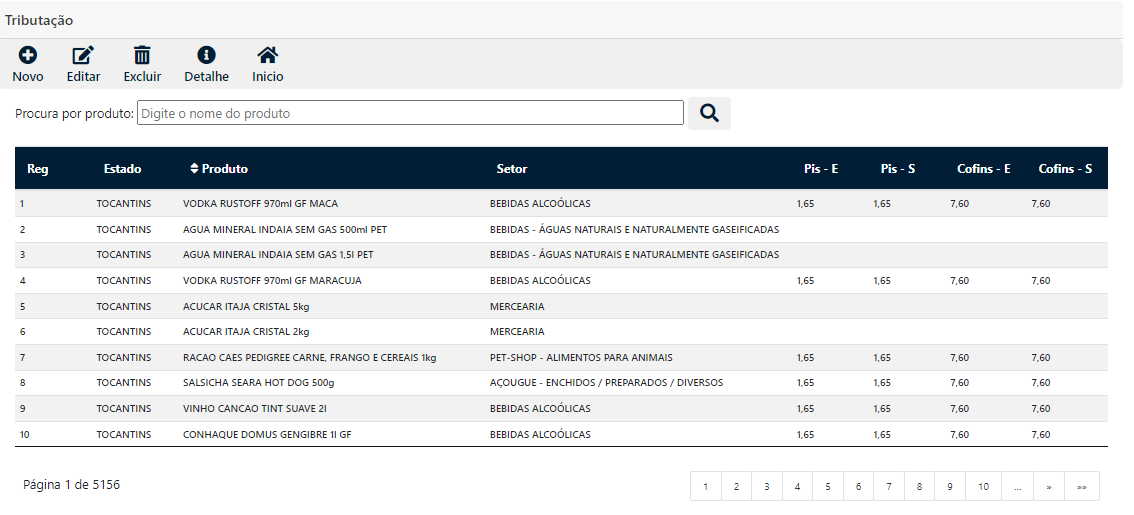 Tributação
Novo Editar Excluir Detalhe Inicio
Procura por produto: Digite o nome do produto
Reg Estado Produto Setor Pis - E Pis - S Cofins - E Cofins - S
1 TOCANTINS VODKA RUSTOFF 970ml GF MACA BEBIDAS ALCOÓLICAS 1,65 1,65 7,60 7,60
2 TOCANTINS AGUA MINERAL INDAIA SEM GAS 500ml PET BEBIDAS - ÁGUAS NATURAIS E NATURALMENTE GASEIFICADAS
3 TOCANTINS AGUA MINERAL INDAIA SEM GAS 1,5l PET BEBIDAS - ÁGUAS NATURAIS E NATURALMENTE GASEIFICADAS
4 TOCANTINS VODKA RUSTOFF 970ml GF MARACUJA BEBIDAS ALCOÓLICAS 1,65 1,65 7,60 7,60
5 TOCANTINS ACUCAR ITAJA CRISTAL 5kg MERCEARIA
6 TOCANTINS ACUCAR ITAJA CRISTAL 2kg MERCEARIA
7 TOCANTINS RACAO CAES PEDIGREE CARNE, FRANGO E CEREAIS 1kg PET-SHOP - ALIMENTOS PARA ANIMAIS 1,65 1,65 7,60 7,60
8 TOCANTINS SALSICHA SEARA HOT DOG 500g AÇOUGUE - ENCHIDOS / PREPARADOS / DIVERSOS 1,65 1,65 7,60 7,60
9 TOCANTINS VINHO CANCAO TINT SUAVE 2l BEBIDAS ALCOÓLICAS 1,65 1,65 7,60 7,60
10 TOCANTINS CONHAQUE DOMUS GENGIBRE 1l GF BEBIDAS ALCOÓLICAS 1,65 1,65 7,60 7,60
Página 1 de 5156 1 2 3 4 5 6 7 8 9 10 ... » »»